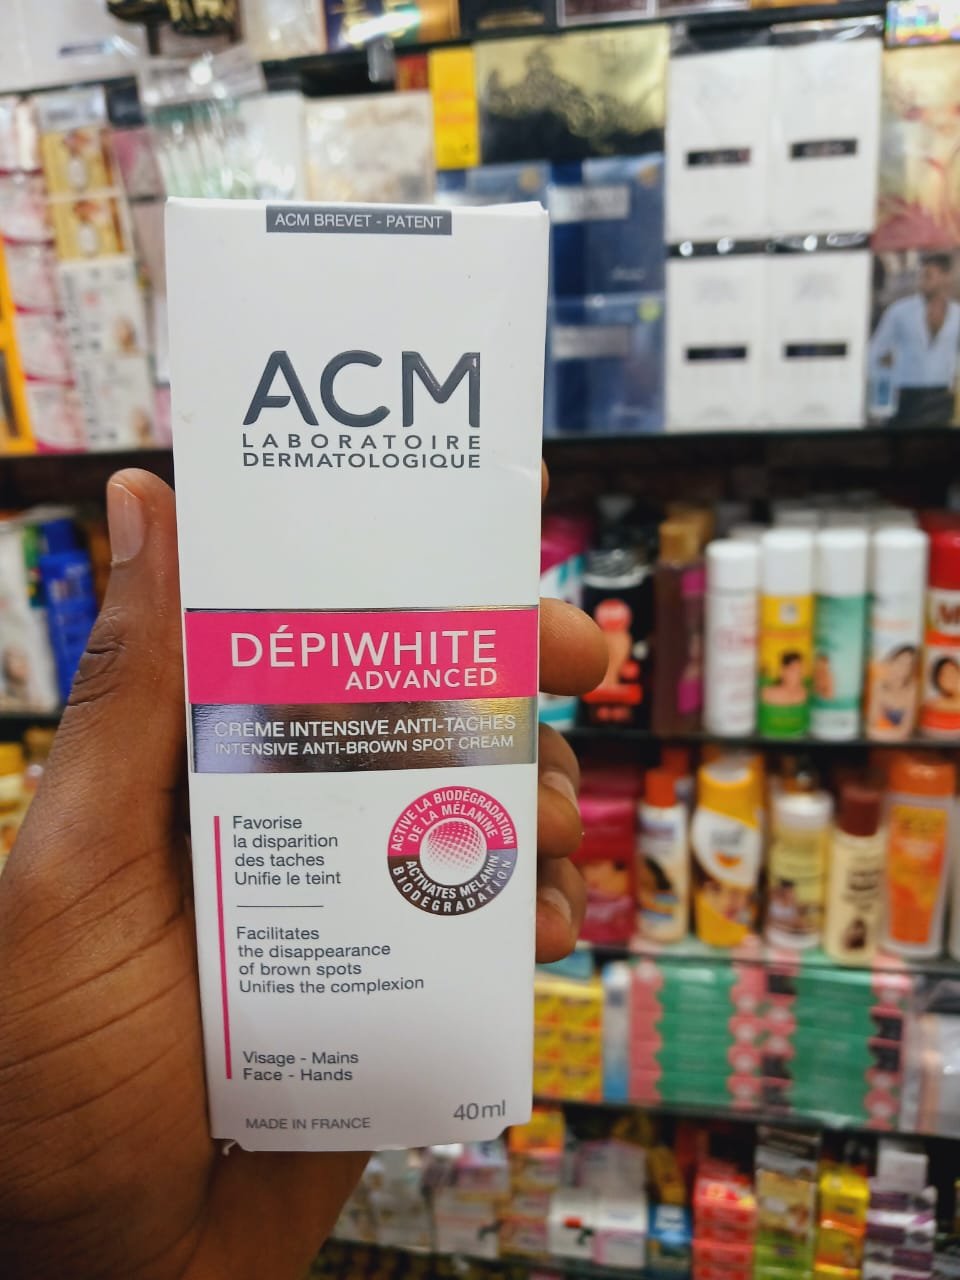 ACM BREVET - PATENT
ACM
LABORATOIRE
DERMATOLOGIQUE
DÉPIWHITE
ADVANCED
CRÈME INTENSIVE ANTI-TACHES
INTENSIVE ANTI-BROWN SPOT CREAM
ACTIVE LA BIODÉGRADATION
DE LA MÉLANINE
ACTIVATES MELANIN
BIODEGRADATION
Favorise
la disparition
des taches
Unifie le teint
Facilitates
the disappearance
of brown spots
Unifies the complexion
Visage - Mains
Face - Hands
MADE IN FRANCE
40ml